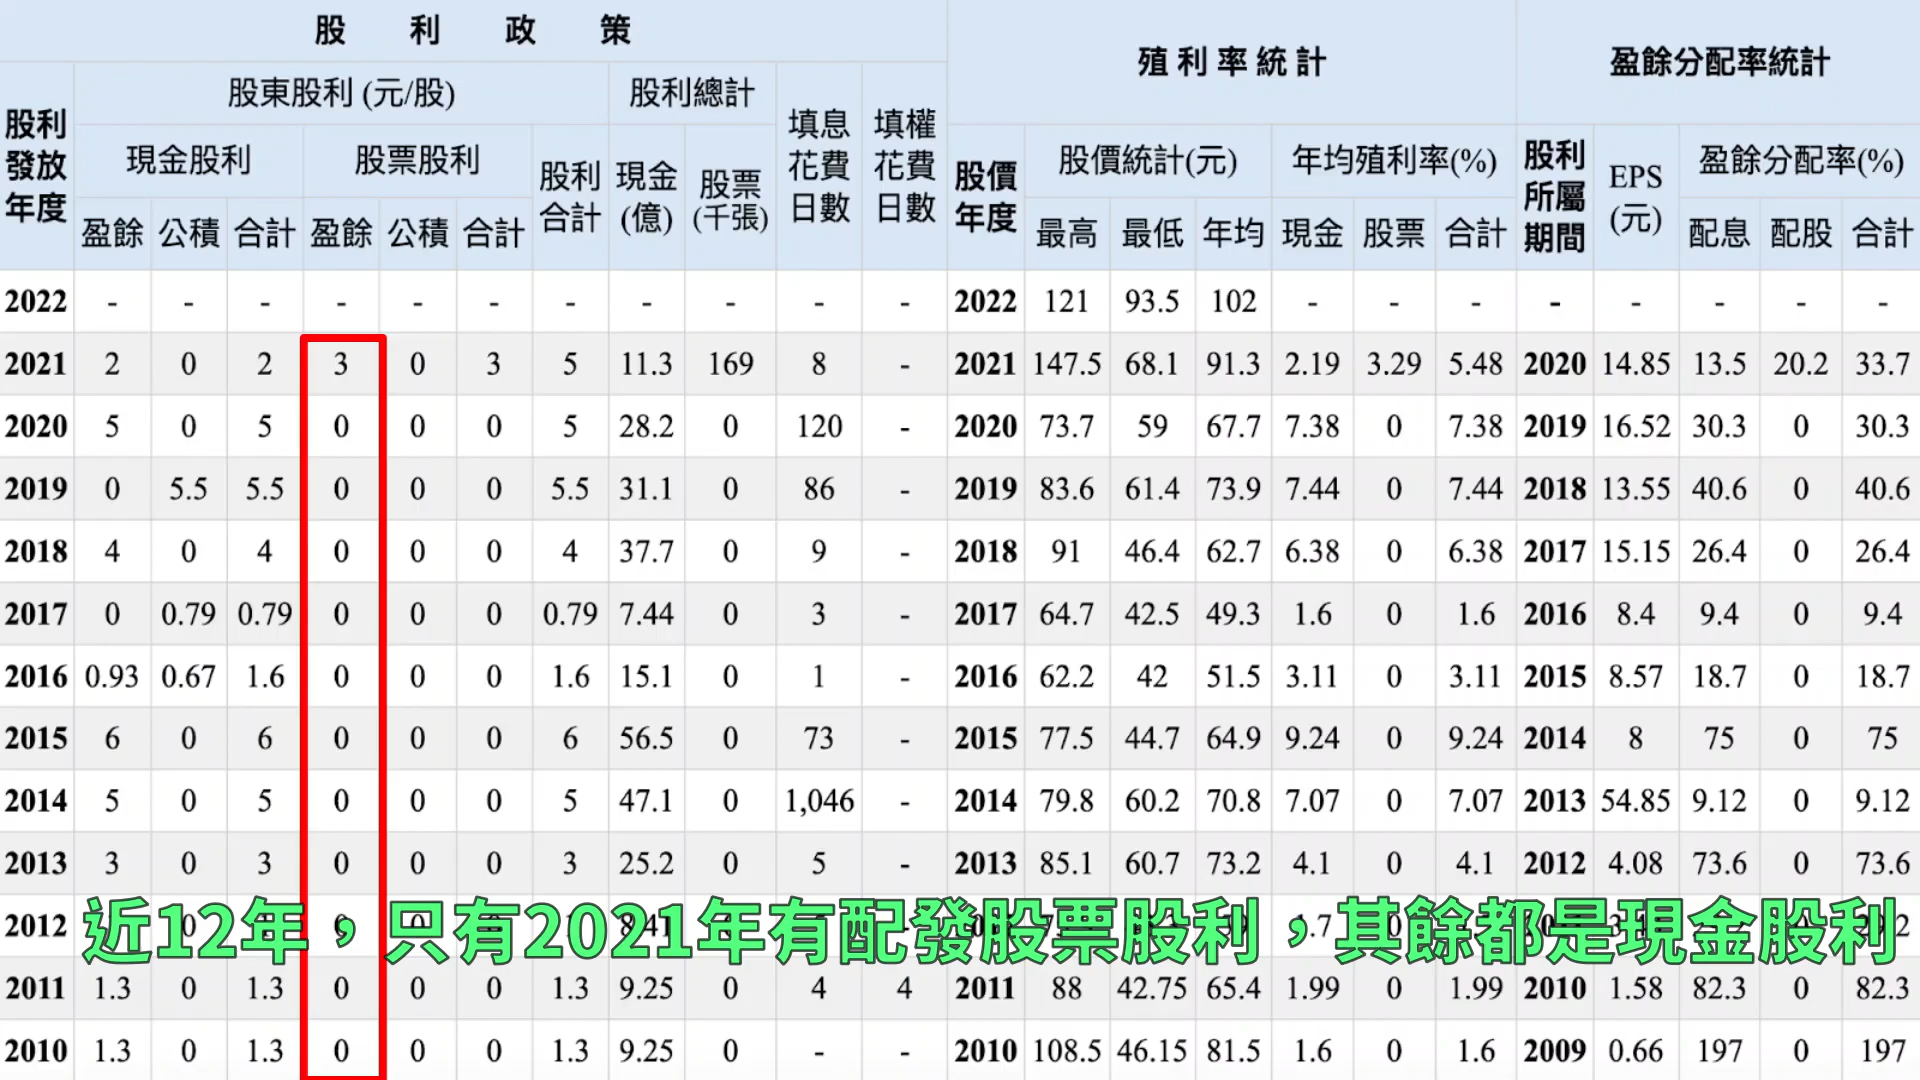 股 利 政 策 殖 利 率 統 計 盈餘分配率統計
股利發放年度 股東股利 (元/股) 股利總計 填息花費日數 填權花費日數
現金股利 股票股利 股利合計 現金(億) 股票(千張) 股價年度 股價統計(元) 年均殖利率(%) 股利所屬期間 EPS(元) 盈餘分配率(%)
盈餘 公積 合計 盈餘 公積 合計 最高 最低 年均 現金 股票 合計 配息 配股 合計
2022 - - - - - - - - - - - 2022 121 93.5 102 - - - - - - - -
2021 2 0 2 3 0 3 5 11.3 169 8 - 2021 147.5 68.1 91.3 2.19 3.29 5.48 2020 14.85 13.5 20.2 33.7
2020 5 0 5 0 0 0 5 28.2 0 120 - 2020 73.7 59 67.7 7.38 0 7.38 2019 16.52 30.3 0 30.3
2019 0 5.5 5.5 0 0 0 5.5 31.1 0 86 - 2019 83.6 61.4 73.9 7.44 0 7.44 2018 13.55 40.6 0 40.6
2018 4 0 4 0 0 0 4 37.7 0 9 - 2018 91 46.4 62.7 6.38 0 6.38 2017 15.15 26.4 0 26.4
2017 0 0.79 0.79 0 0 0 0.79 7.44 0 3 - 2017 64.7 42.5 49.3 1.6 0 1.6 2016 8.4 9.4 0 9.4
2016 0.93 0.67 1.6 0 0 0 1.6 15.1 0 1 - 2016 62.2 42 51.5 3.11 0 3.11 2015 8.57 18.7 0 18.7
2015 6 0 6 0 0 0 6 56.5 0 73 - 2015 77.5 44.7 64.9 9.24 0 9.24 2014 8 75 0 75
2014 5 0 5 0 0 0 5 47.1 0 1,046 - 2014 79.8 60.2 70.8 7.07 0 7.07 2013 54.85 9.12 0 9.12
2013 3 0 3 0 0 0 3 25.2 0 5 - 2013 85.1 60.7 73.2 4.1 0 4.1 2012 4.08 73.6 0 73.6
2012
近12年，只有2021年有配發股票股利，其餘都是現金股利
2011 1.3 0 1.3 0 0 0 1.3 9.25 0 4 4 2011 88 42.75 65.4 1.99 0 1.99 2010 1.58 82.3 0 82.3
2010 1.3 0 1.3 0 0 0 1.3 9.25 0 - - 2010 108.5 46.15 81.5 1.6 0 1.6 2009 0.66 197 0 197